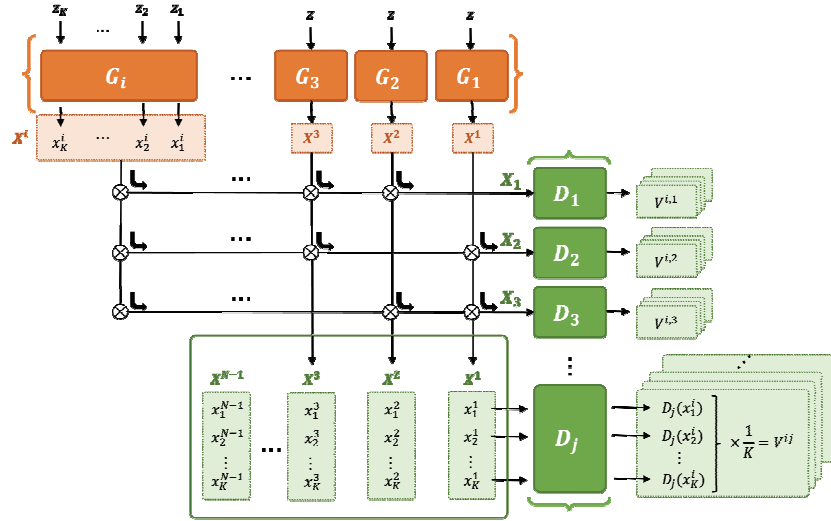 z_K ... z_2 z_1 z z z
G_i ... G_3 G_2 G_1
X^i x_K^i ... x_2^i x_1^i X^3 X^2 X^1
... X_1 D_1 V^{i,1}
... X_2 D_2 V^{i,2}
... X_3 D_3 V^{i,3}
X^{N-1} X^3 X^2 X^1
x_1^{N-1} x_1^3 x_1^2 x_1^1 D_j(x_1^i)
x_2^{N-1} ... x_2^3 x_2^2 x_2^1 D_j D_j(x_2^i) × 1/K = V^{ij}
⋮ ⋮ ⋮ ⋮ ⋮
x_K^{N-1} x_K^3 x_K^2 x_K^1 D_j(x_K^i)